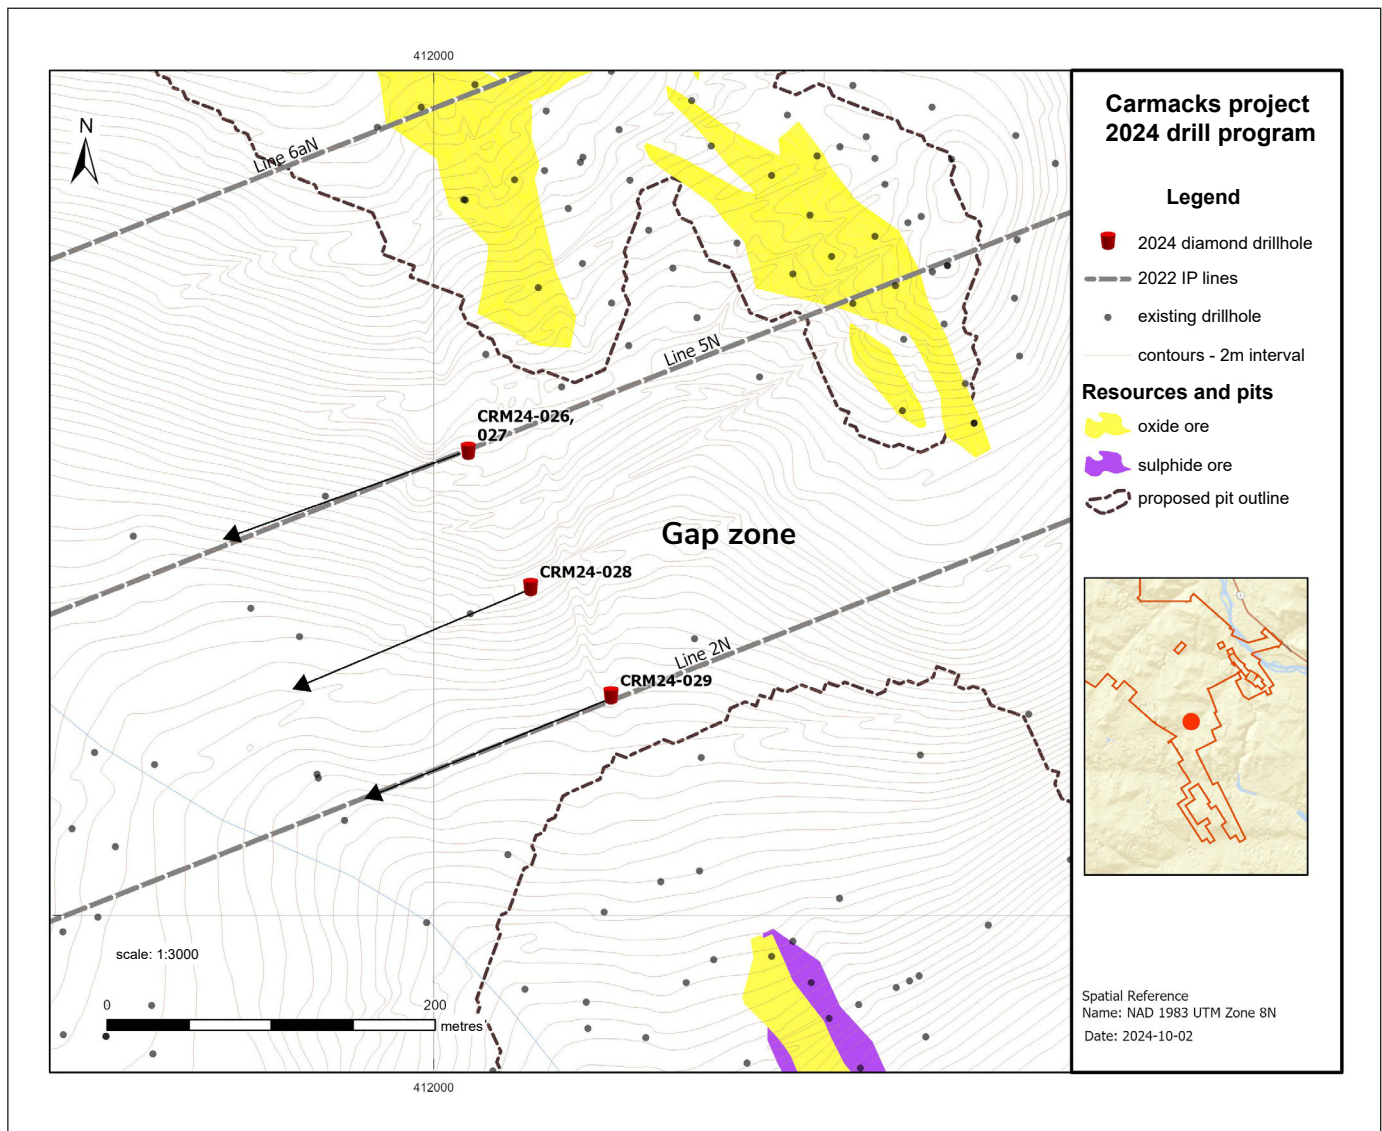 412000
Carmacks project
2024 drill program
N
Line 6aN
Legend
2024 diamond drillhole
2022 IP lines
existing drillhole
contours - 2m interval
Line 5N
Resources and pits
CRM24-026,
027
oxide ore
sulphide ore
proposed pit outline
Gap zone
CRM24-028
Line 2N
CRM24-029
scale: 1:3000
0 200
metres
Spatial Reference
Name: NAD 1983 UTM Zone 8N
Date: 2024-10-02
412000